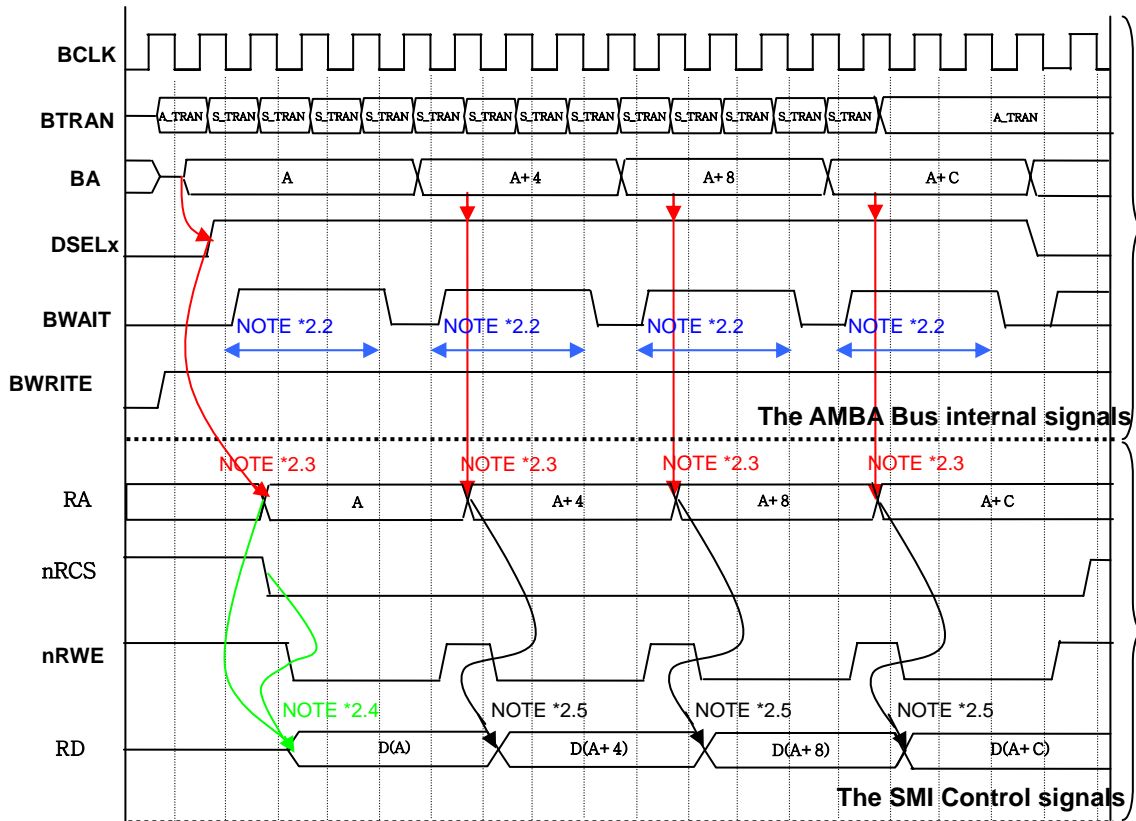 BCLK
BTRAN A_TRAN S_TRAN S_TRAN S_TRAN S_TRAN S_TRAN S_TRAN S_TRAN S_TRAN S_TRAN S_TRAN S_TRAN S_TRAN A_TRAN
BA A A+4 A+8 A+C
DSELx
BWAIT
NOTE *2.2 NOTE *2.2 NOTE *2.2 NOTE *2.2
BWRITE
The AMBA Bus internal signals
NOTE *2.3 NOTE *2.3 NOTE *2.3 NOTE *2.3
RA A A+4 A+8 A+C
nRCS
nRWE
NOTE *2.4 NOTE *2.5 NOTE *2.5 NOTE *2.5
RD D(A) D(A+4) D(A+8) D(A+C)
The SMI Control signals